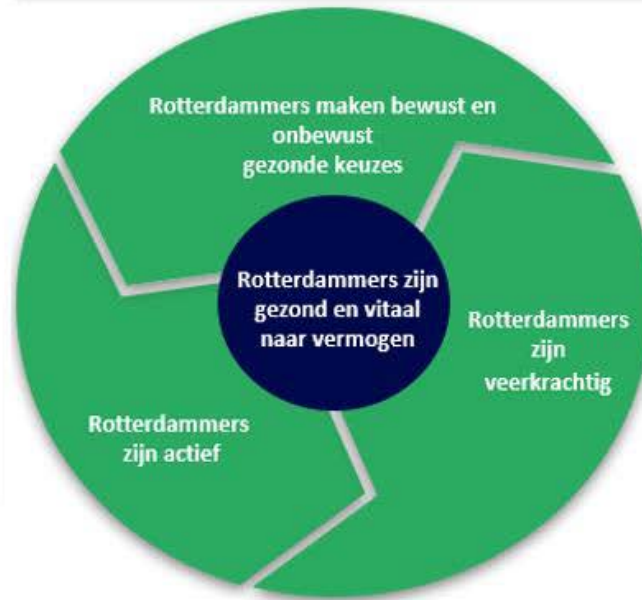 Rotterdammers maken bewust en
onbewust
gezonde keuzes
Rotterdammers zijn
gezond en vitaal
naar vermogen
Rotterdammers
zijn
veerkrachtig
Rotterdammers
zijn actief